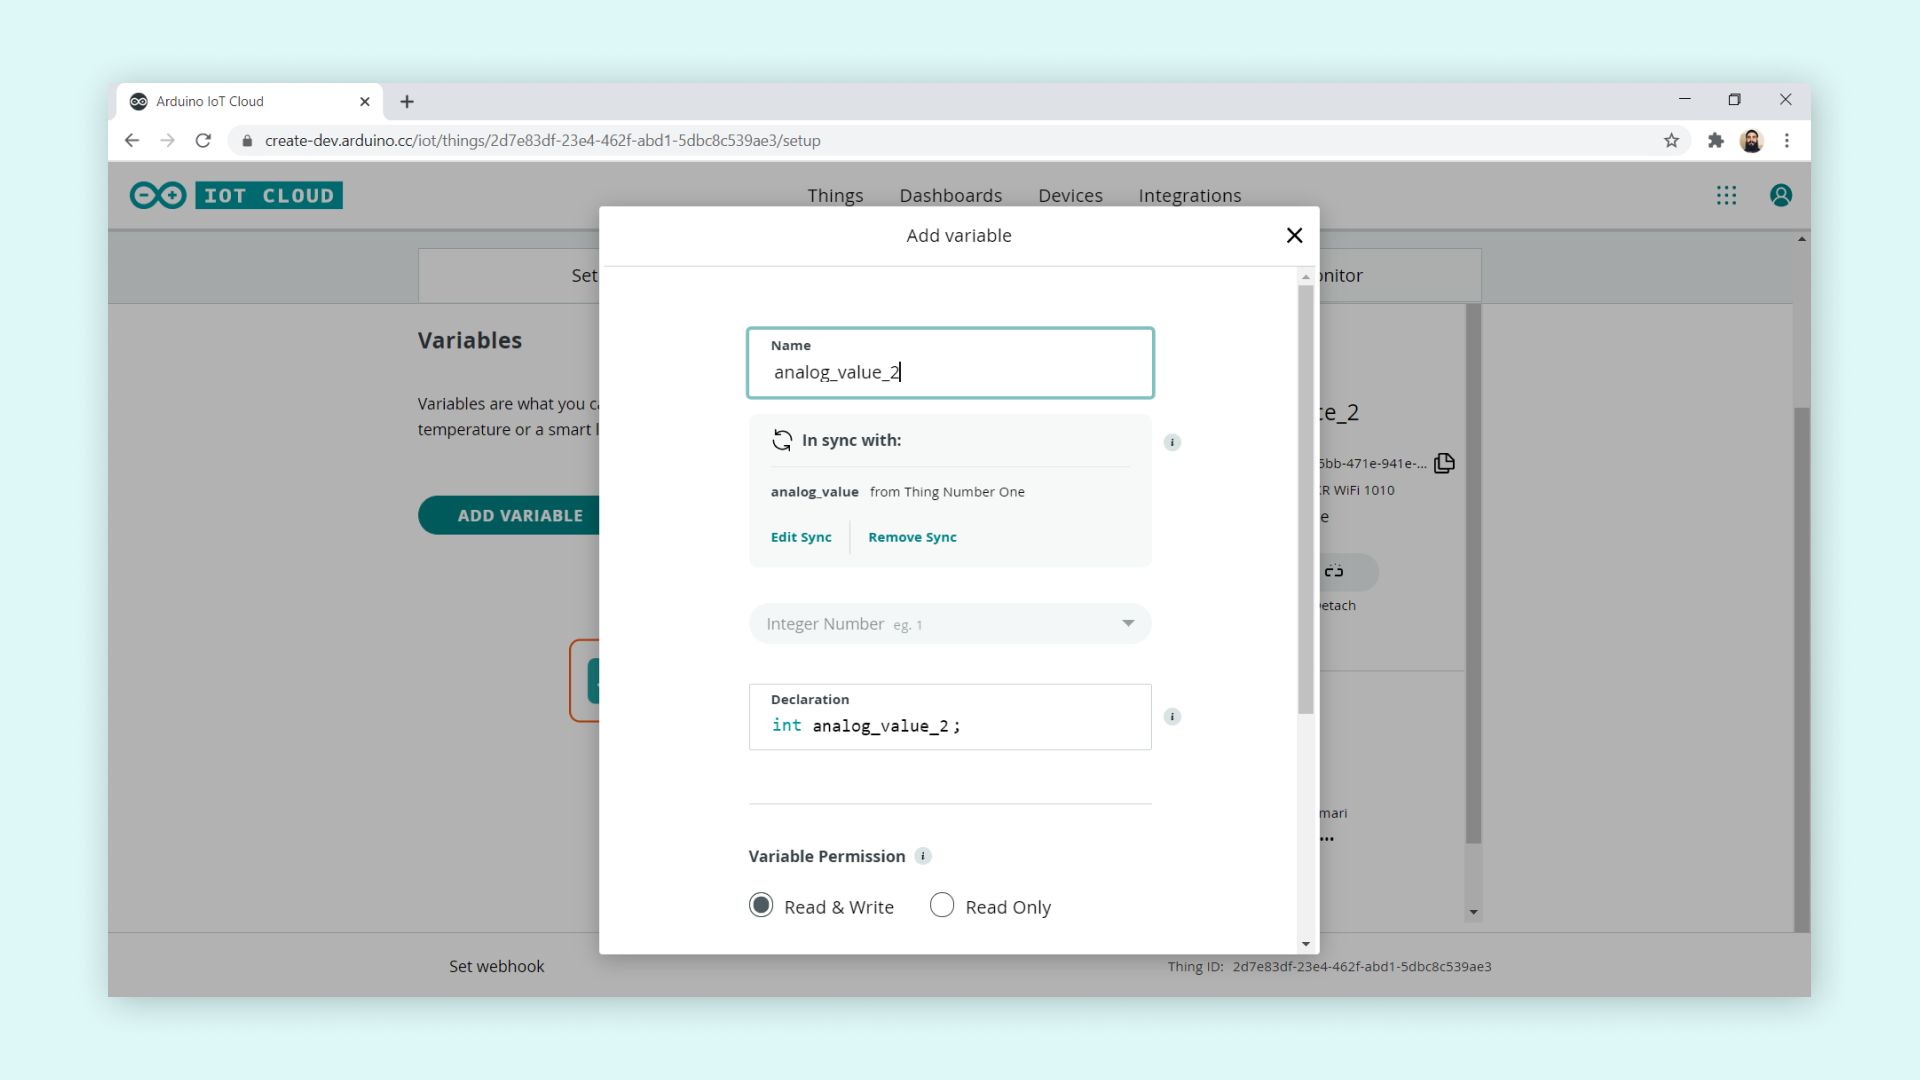 Arduino IoT Cloud
create-dev.arduino.cc/iot/things/2d7e83df-23e4-462f-abd1-5dbc8c539ae3/setup
IOT CLOUD
Things Dashboards Devices Integrations
Add variable
Set
onitor
Variables
Name
analog_value_2
Variables are what you c
temperature or a smart l
te_2
In sync with:
5bb-471e-941e-...
analog_value from Thing Number One
R WiFi 1010
ADD VARIABLE
e
Edit Sync Remove Sync
etach
Integer Number eg. 1
Declaration
int analog_value_2;
mari
Variable Permission
Read & Write Read Only
Set webhook
Thing ID: 2d7e83df-23e4-462f-abd1-5dbc8c539ae3